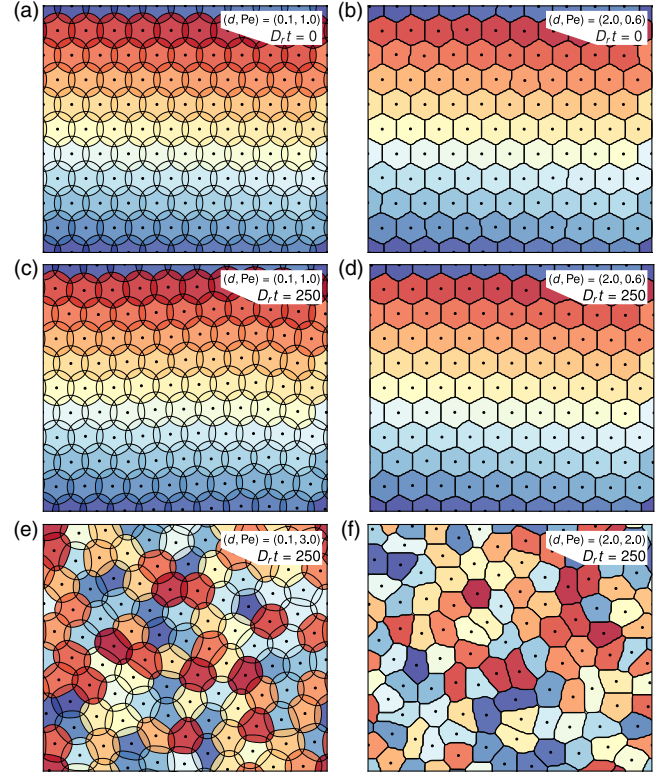 (a)
(d, Pe) = (0.1, 1.0)
D_r t = 0
(b)
(d, Pe) = (2.0, 0.6)
D_r t = 0
(c)
(d, Pe) = (0.1, 1.0)
D_r t = 250
(d)
(d, Pe) = (2.0, 0.6)
D_r t = 250
(e)
(d, Pe) = (0.1, 3.0)
D_r t = 250
(f)
(d, Pe) = (2.0, 2.0)
D_r t = 250